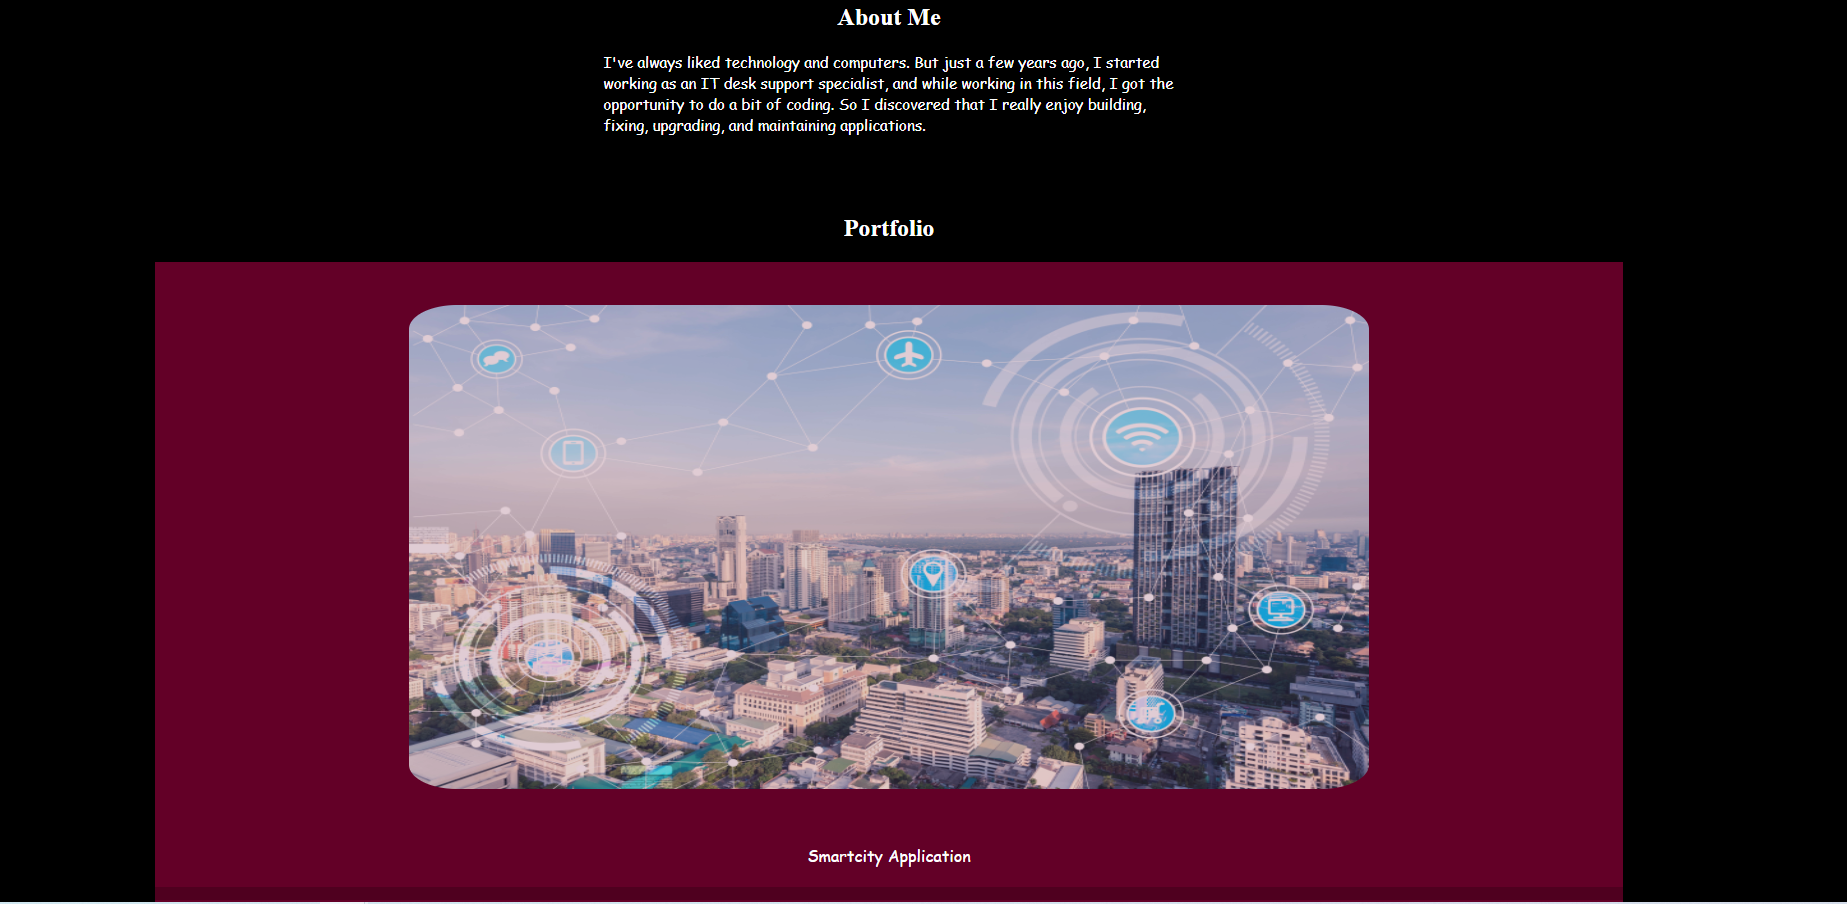 About Me
I've always liked technology and computers. But just a few years ago, I started
working as an IT desk support specialist, and while working in this field, I got the
opportunity to do a bit of coding. So I discovered that I really enjoy building,
fixing, upgrading, and maintaining applications.
Portfolio
Smartcity Application